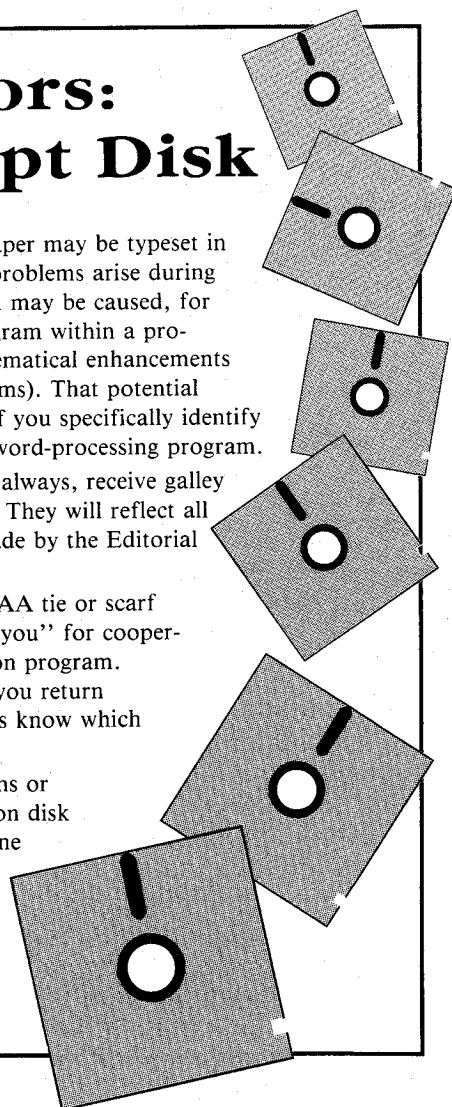 ors:
pt Disk
aper may be typeset in
problems arise during
may be caused, for
ram within a pro-
ematical enhancements
ms). That potential
f you specifically identify
word-processing program.
always, receive galley
They will reflect all
de by the Editorial
AA tie or scarf
you’’ for cooper-
on program.
you return
s know which
ns or
on disk
ne